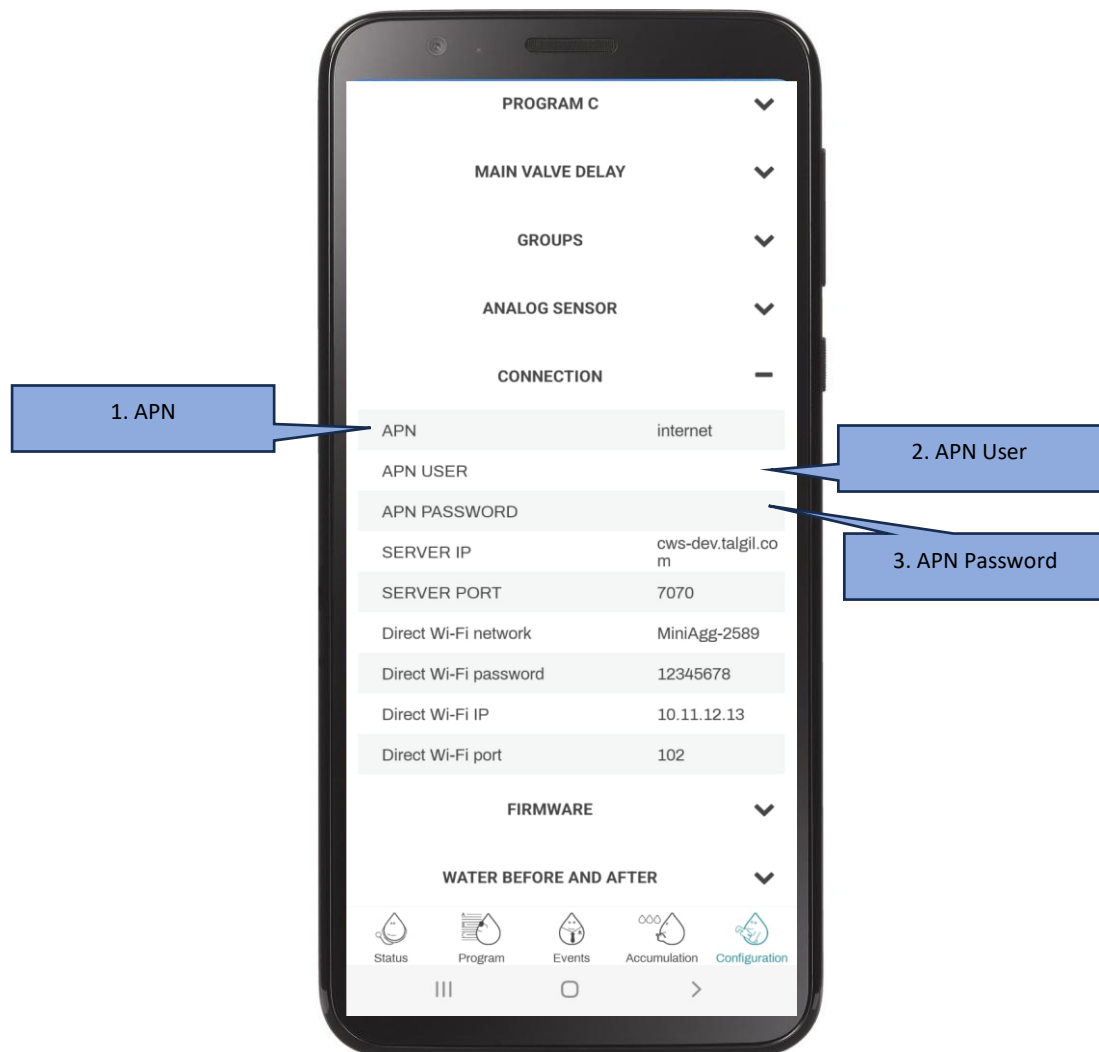 PROGRAM C
MAIN VALVE DELAY
GROUPS
ANALOG SENSOR
CONNECTION
1. APN
APN internet
2. APN User
APN USER
APN PASSWORD
3. APN Password
SERVER IP cws-dev.talgil.co
m
SERVER PORT 7070
Direct Wi-Fi network MiniAgg-2589
Direct Wi-Fi password 12345678
Direct Wi-Fi IP 10.11.12.13
Direct Wi-Fi port 102
FIRMWARE
WATER BEFORE AND AFTER
Status Program Events Accumulation Configuration